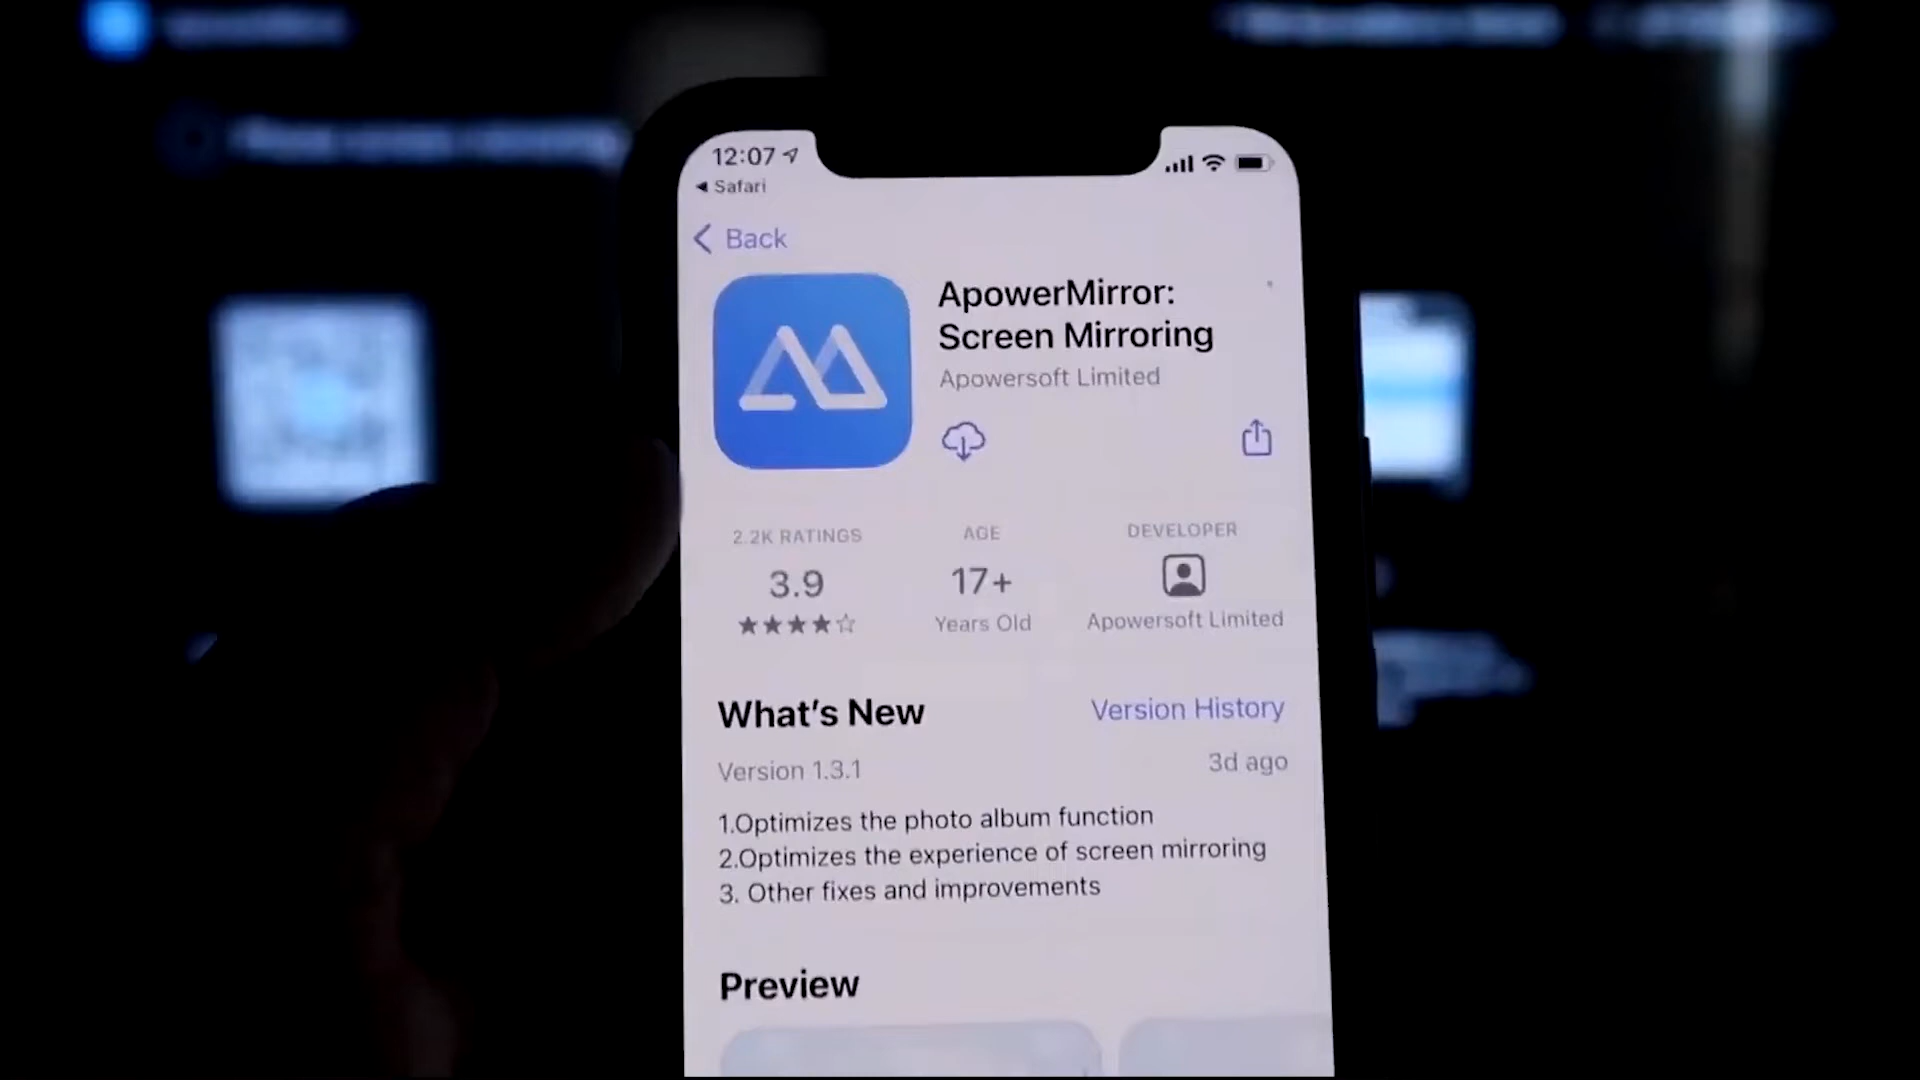 12:07
Safari
Back
ApowerMirror:
Screen Mirroring
Apowersoft Limited
2.2K RATINGS
AGE
DEVELOPER
3.9
17+
Years Old
Apowersoft Limited
What's New
Version History
Version 1.3.1
3d ago
1.Optimizes the photo album function
2.Optimizes the experience of screen mirroring
3. Other fixes and improvements
Preview